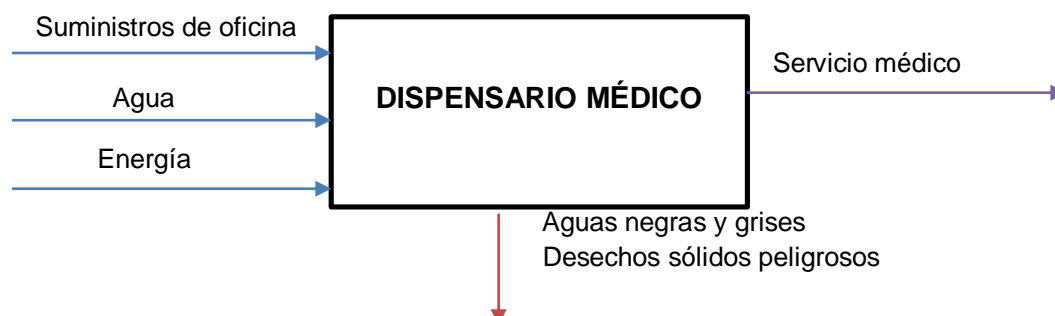 Suministros de oficina
Agua
Energía
DISPENSARIO MÉDICO
Servicio médico
Aguas negras y grises
Desechos sólidos peligrosos